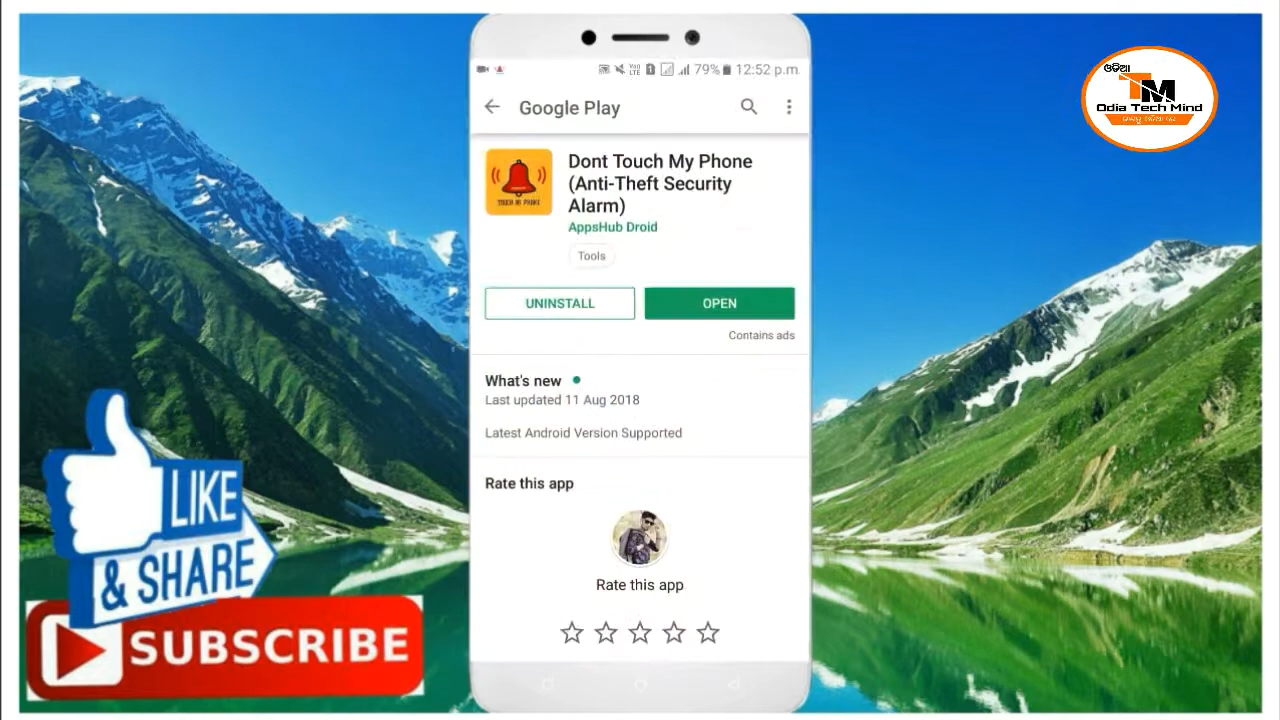 79% 12:52 p.m.
Google Play
Dont Touch My Phone
(Anti-Theft Security
Alarm)
AppsHub Droid
Tools
UNINSTALL
OPEN
Contains ads
What's new
Last updated 11 Aug 2018
Latest Android Version Supported
Rate this app
Rate this app
ଓଡିଆ
TM
Odia Tech Mind
LIKE
& SHARE
SUBSCRIBE